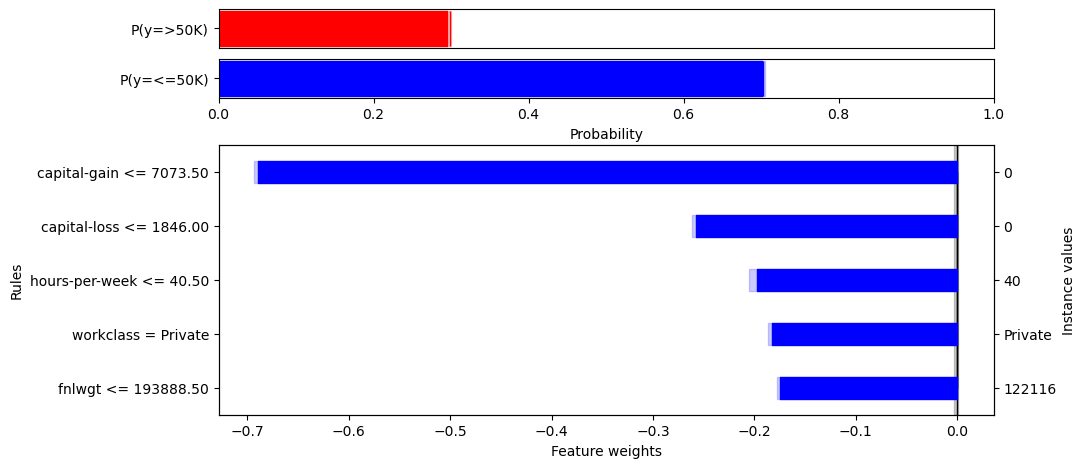 P(y=>50K)
P(y=<=50K)
0.0 0.2 0.4 0.6 0.8 1.0
Probability
capital-gain <= 7073.50 0
capital-loss <= 1846.00 0
hours-per-week <= 40.50 40
workclass = Private Private
fnlwgt <= 193888.50 122116
Rules
Instance values
−0.7 −0.6 −0.5 −0.4 −0.3 −0.2 −0.1 0.0
Feature weights